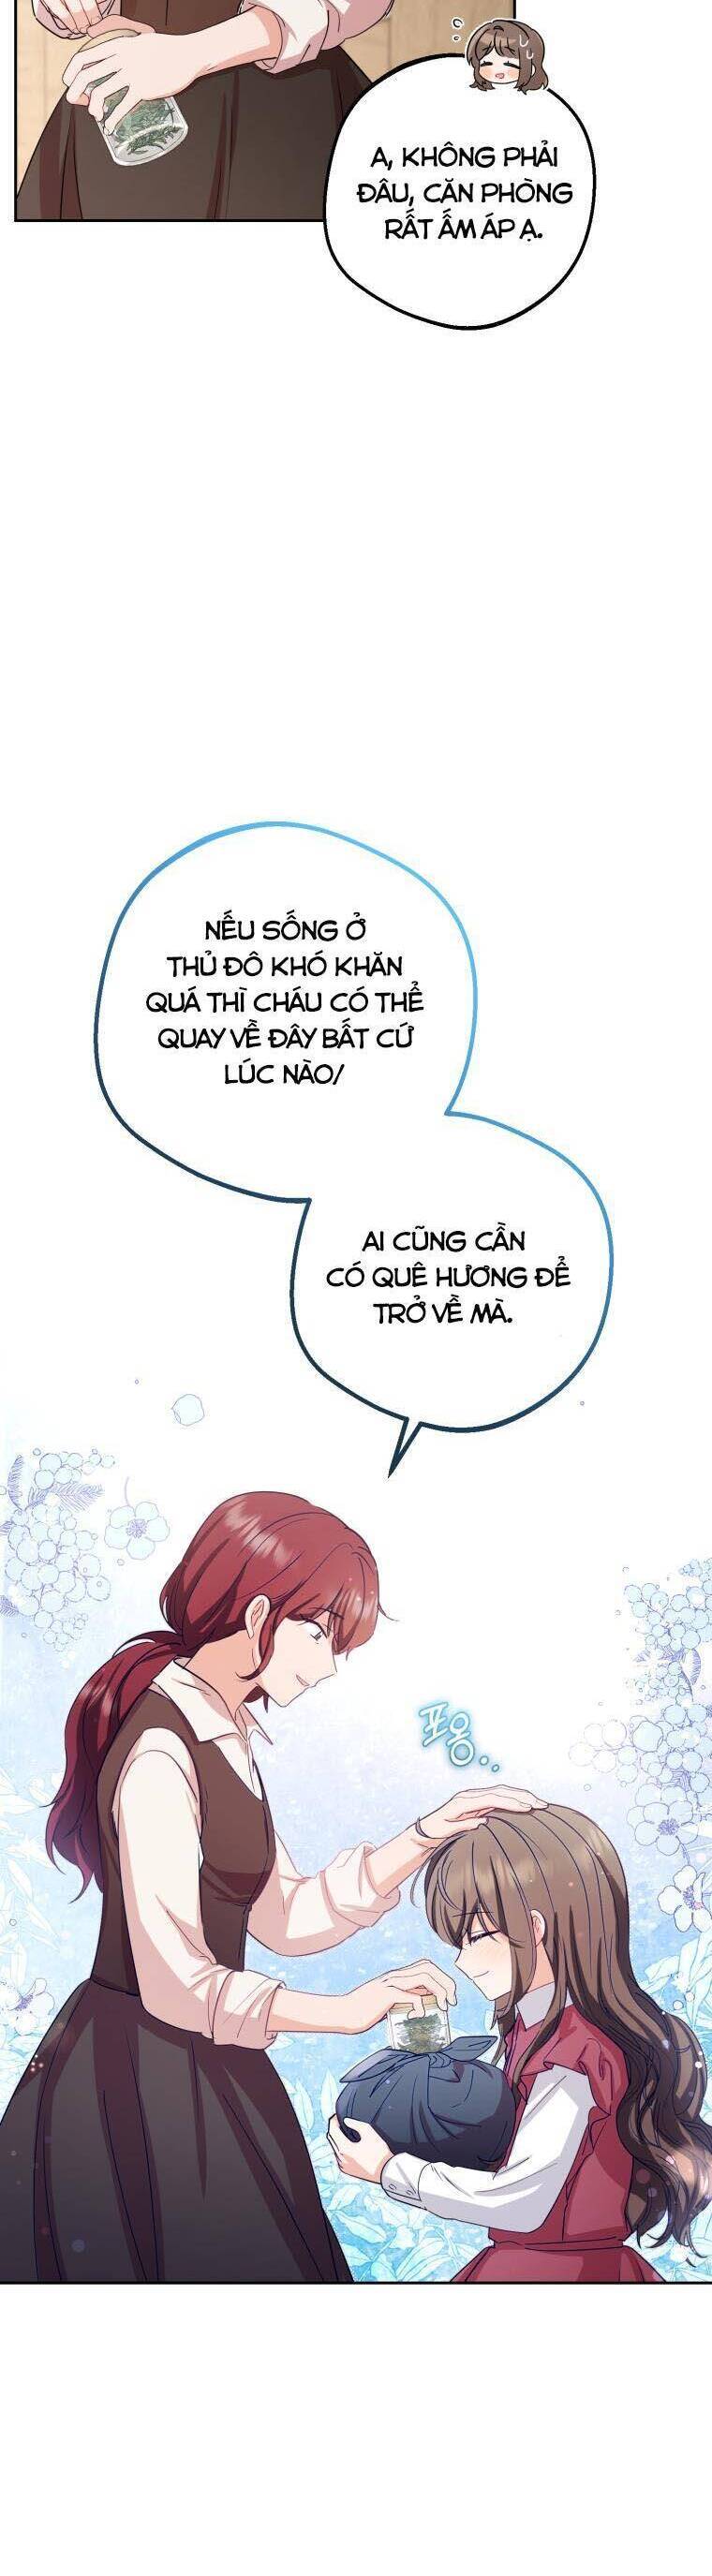 A, KHÔNG PHẢI
ĐÂU, CĂN PHÒNG
RẤT ẤM ÁP Ạ.
NẾU SỐNG Ở
THỦ ĐÔ KHÓ KHĂN
QUÁ THÌ CHÁU CÓ THỂ
QUAY VỀ ĐÂY BẤT CỨ
LÚC NÀO/
AI CŨNG CẦN
CÓ QUÊ HƯƠNG ĐỂ
TRỞ VỀ MÀ.
포옹..